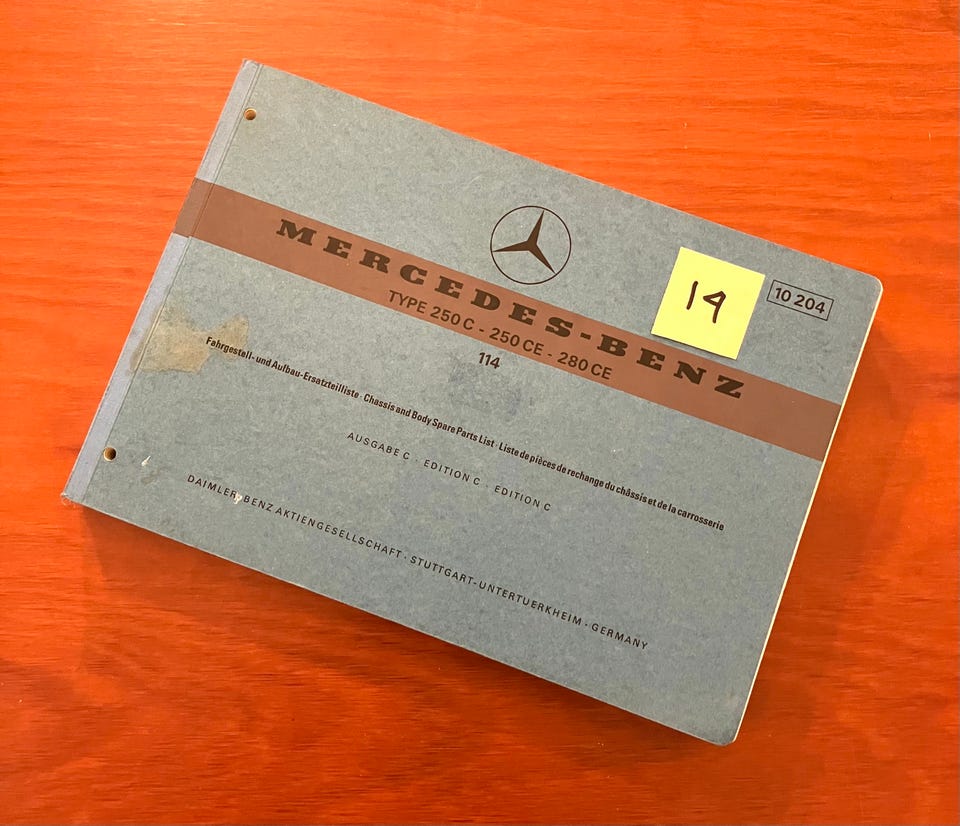 MERCEDES-BENZ
TYPE 250 C - 250 CE - 280 CE
114
10 204
14
Fahrgestell- und Aufbau-Ersatzteilliste · Chassis and Body Spare Parts List · Liste de pièces de rechange du châssis et de la carrosserie
AUSGABE C · EDITION C · EDITION C
DAIMLER-BENZ AKTIENGESELLSCHAFT · STUTTGART-UNTERTUERKHEIM · GERMANY